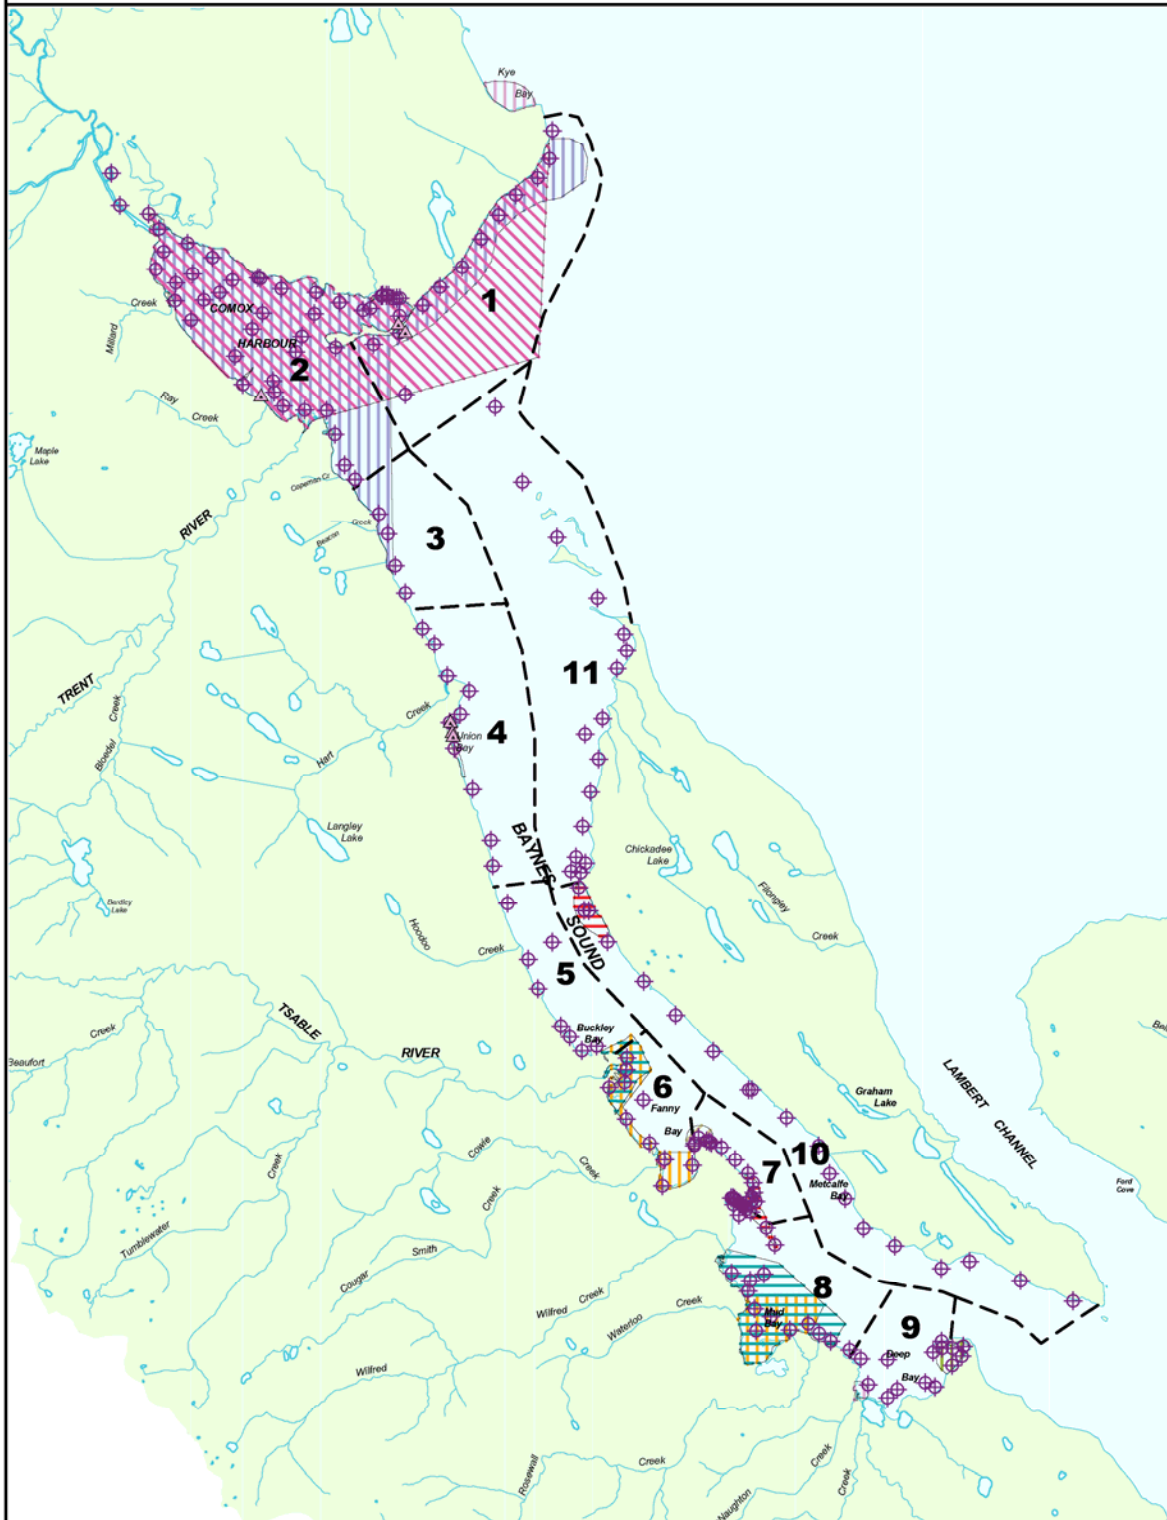 Kye
Bay
1
COMOX
HARBOUR
2
Creek
Millard
Ray
Creek
Maple
Lake
Copeman Cr
RIVER
Creek
Beacon
3
TRENT
Creek
Bloedel
11
Creek
4
Union
Bay
Hart
Langley
Lake
BAYNES
SOUND
Chickadee
Lake
Filongley
Creek
Lake
Hoodoo
Creek
5
TSABLE
RIVER
Creek
Beaufort
Buckley
Bay
6
Fanny
Bay
Graham
Lake
LAMBERT
CHANNEL
Ford
Cove
Cowie
Creek
Creek
Creek
7
10
Metcalfe
Bay
Tumblewater
Smith
Cougar
8
Creek
Wilfred
Creek
Waterloo
Mud
Bay
9
Deep
Bay
Wilfred
Creek
Rosewall
Creek
Creek
Naughton